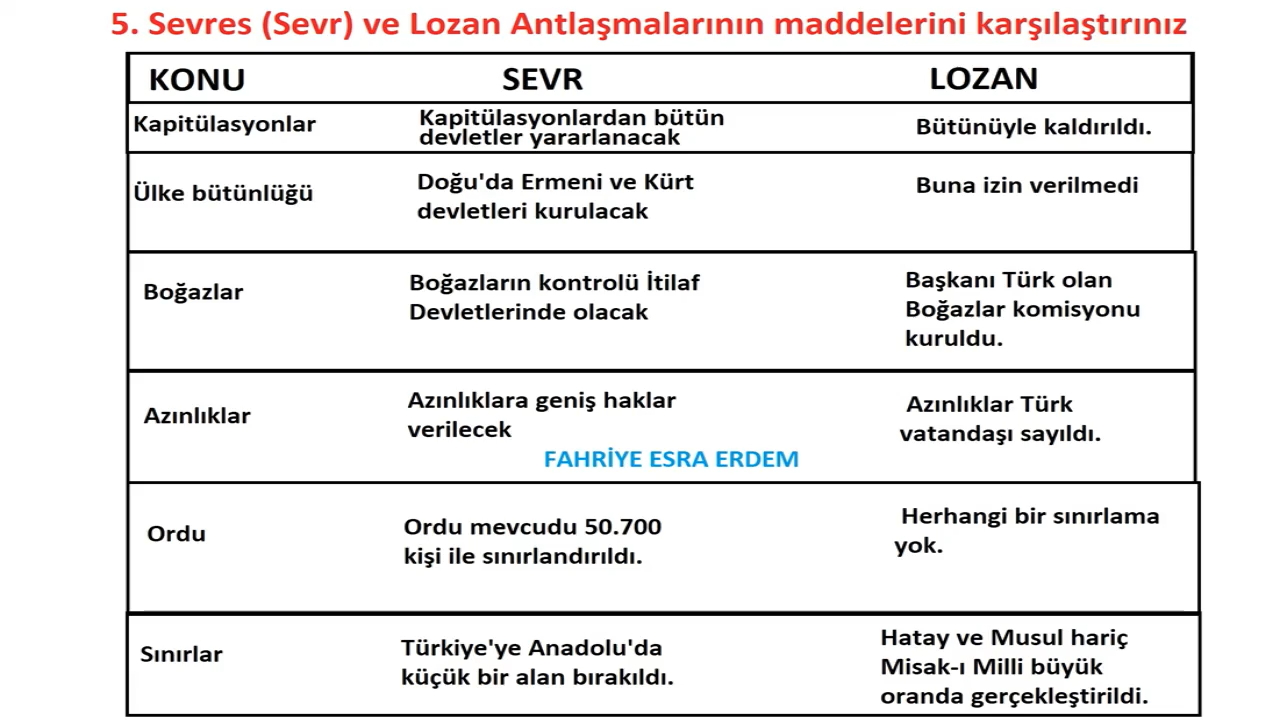 5. Sevres (Sevr) ve Lozan Antlaşmalarının maddelerini karşılaştırınız
KONU SEVR LOZAN
Kapitülasyonlar
Kapitülasyonlardan bütün
devletler yararlanacak
Bütünüyle kaldırıldı.
Ülke bütünlüğü
Doğu'da Ermeni ve Kürt
devletleri kurulacak
Buna izin verilmedi
Boğazlar
Boğazların kontrolü İtilaf
Devletlerinde olacak
Başkanı Türk olan
Boğazlar komisyonu
kuruldu.
Azınlıklar
Azınlıklara geniş haklar
verilecek
FAHRİYE ESRA ERDEM
Azınlıklar Türk
vatandaşı sayıldı.
Ordu
Ordu mevcudu 50.700
kişi ile sınırlandırıldı.
Herhangi bir sınırlama
yok.
Sınırlar
Türkiye'ye Anadolu'da
küçük bir alan bırakıldı.
Hatay ve Musul hariç
Misak-ı Milli büyük
oranda gerçekleştirildi.